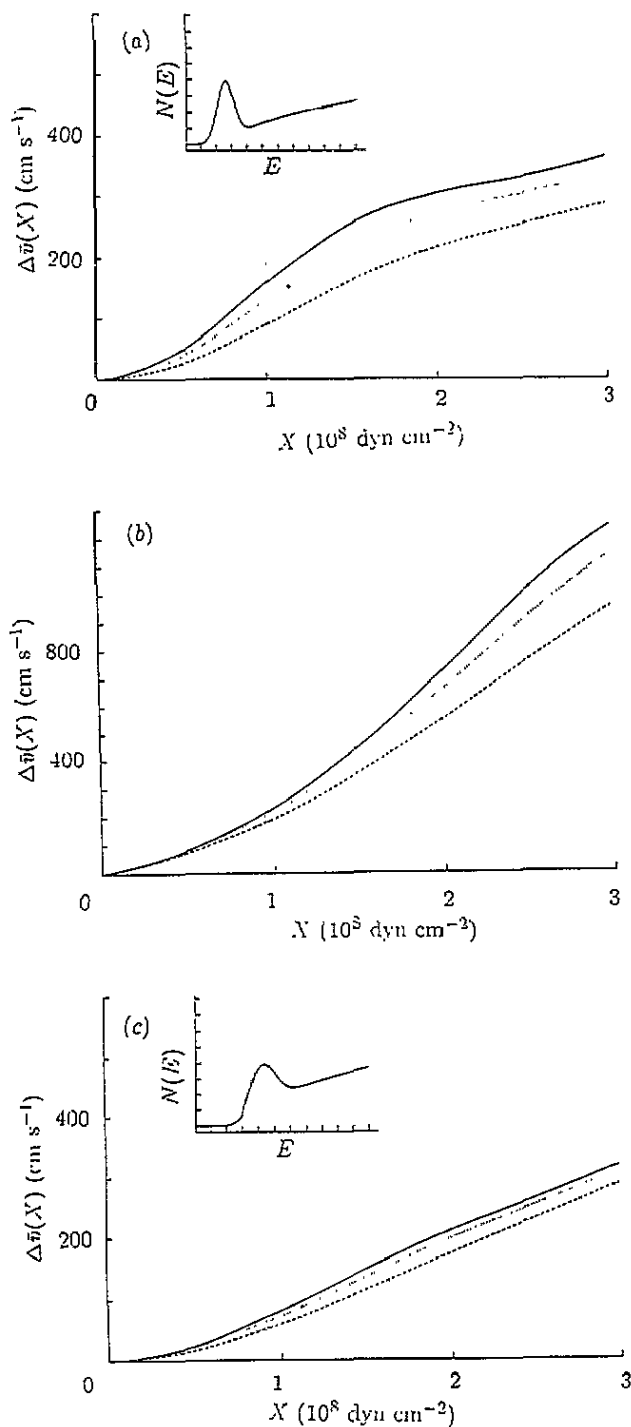 (a)
N(E)
E
Δv̄(X) (cm s⁻¹)
400
200
0
1
2
3
X (10⁸ dyn cm⁻²)
(b)
Δv̄(X) (cm s⁻¹)
800
400
0
1
2
3
X (10⁸ dyn cm⁻²)
(c)
N(E)
E
Δv̄(X) (cm s⁻¹)
400
200
0
1
2
3
X (10⁸ dyn cm⁻²)